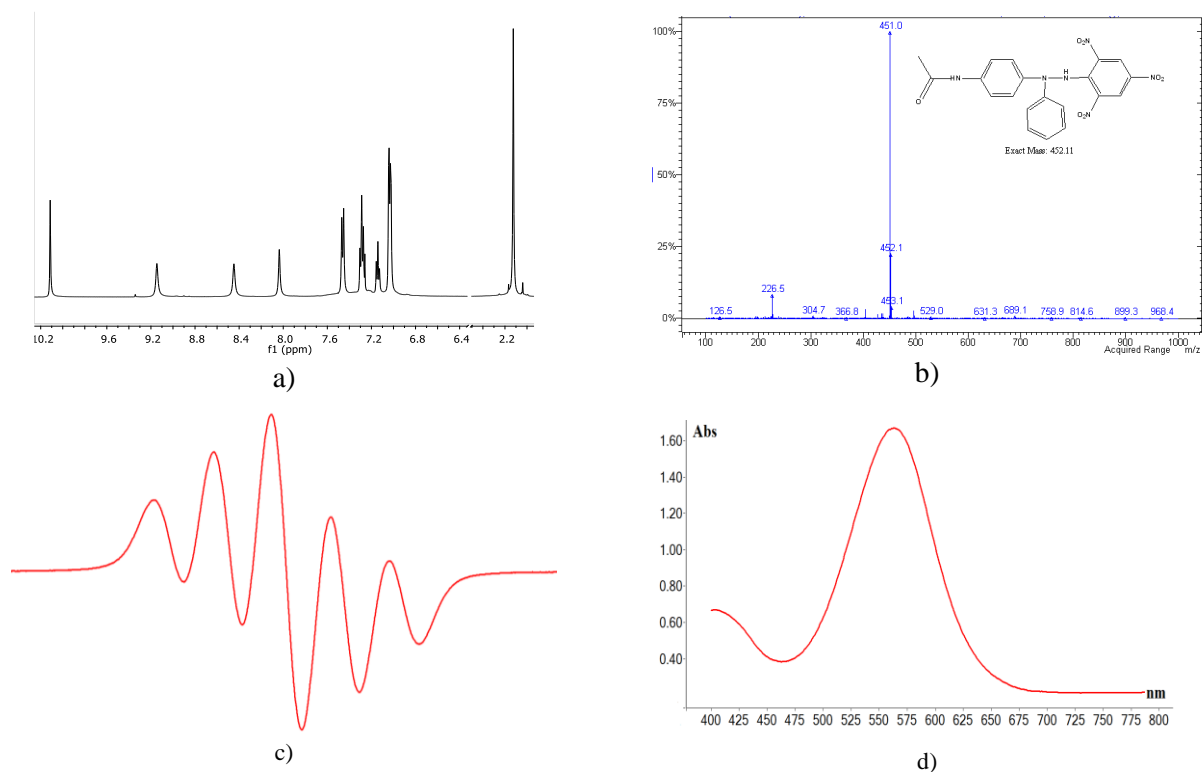 10.2 9.6 9.0 8.4 7.8 7.2 6.6 6.4 2.2
f1 (ppm)
a)
100%
75%
50%
25%
0%
451.0
452.1
453.1
226.5
126.5
304.7
366.8
529.0
631.3
689.1
758.9
814.6
899.3
968.4
100 200 300 400 500 600 700 800 900 1000
Acquired Range m/z
O
HN
N
NH
H
O₂N
NO₂
O₂N
Exact Mass: 452.11
b)
c)
Abs
1.60
1.40
1.20
1.00
0.80
0.60
0.40
nm
400 425 450 475 500 525 550 575 600 625 650 675 700 725 750 775 800
d)